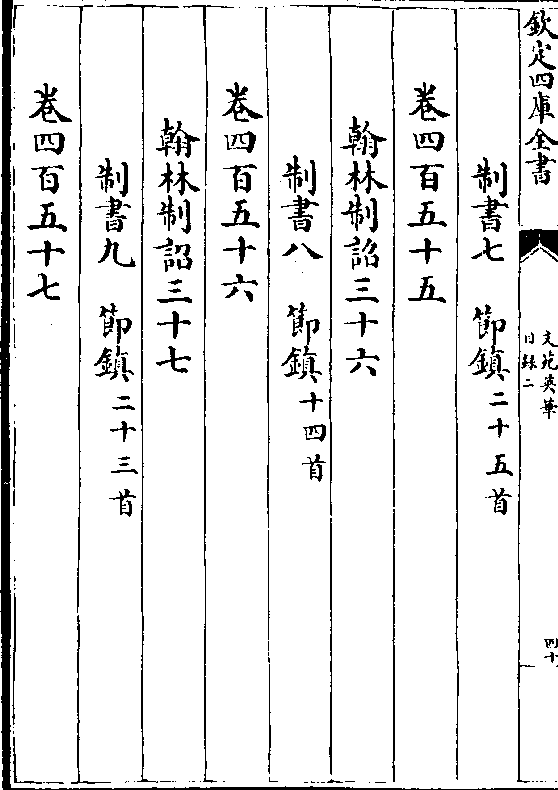 欽定四庫全書
文苑英華
目録二
四十
制書七 節鎮二十五首
卷四百五十五
翰林制詔三十六
制書八 節鎮十四首
卷四百五十六
翰林制詔三十七
制書九 節鎮二十三首
卷四百五十七